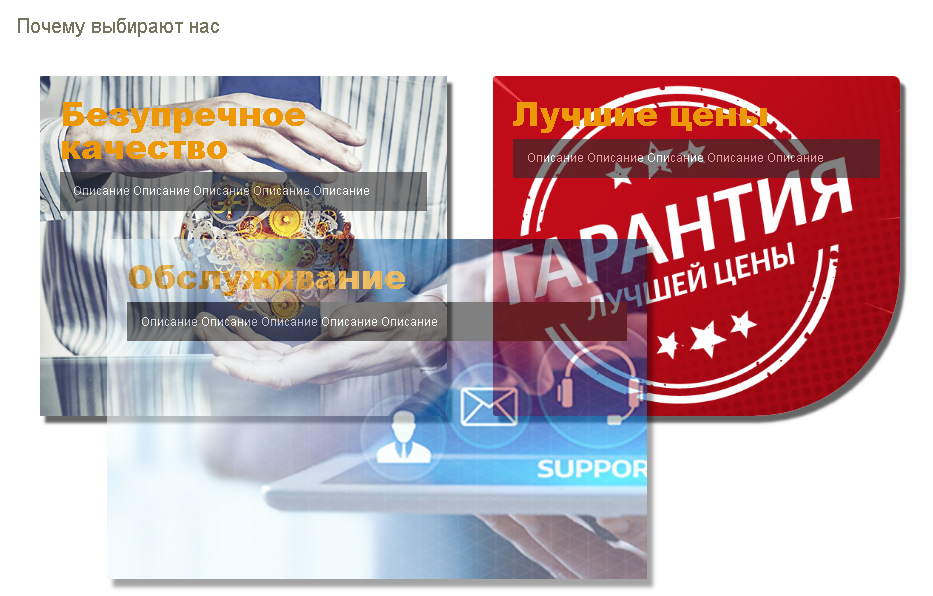 Почему выбирают нас
Безупречное
качество
Описание Описание Описание Описание Описание
Лучшие цены
Описание Описание Описание Описание Описание
ГАРАНТИЯ
ЛУЧШЕЙ ЦЕНЫ
Обслуживание
Описание Описание Описание Описание Описание
SUPPOR